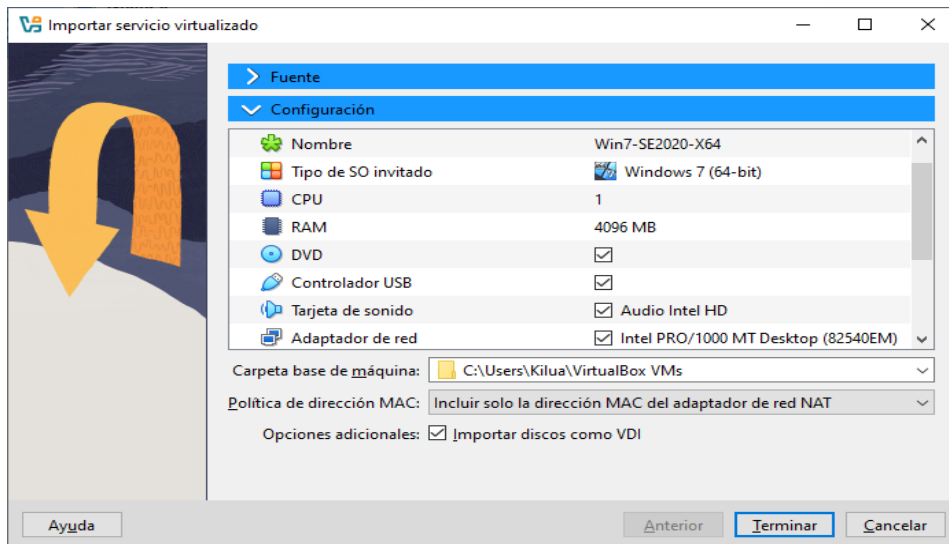 Importar servicio virtualizado
Fuente
Configuración
Nombre Win7-SE2020-X64
Tipo de SO invitado Windows 7 (64-bit)
CPU 1
RAM 4096 MB
DVD
Controlador USB
Tarjeta de sonido Audio Intel HD
Adaptador de red Intel PRO/1000 MT Desktop (82540EM)
Carpeta base de máquina: C:\Users\Kilua\VirtualBox VMs
Política de dirección MAC: Incluir solo la dirección MAC del adaptador de red NAT
Opciones adicionales: Importar discos como VDI
Ayuda Anterior Terminar Cancelar